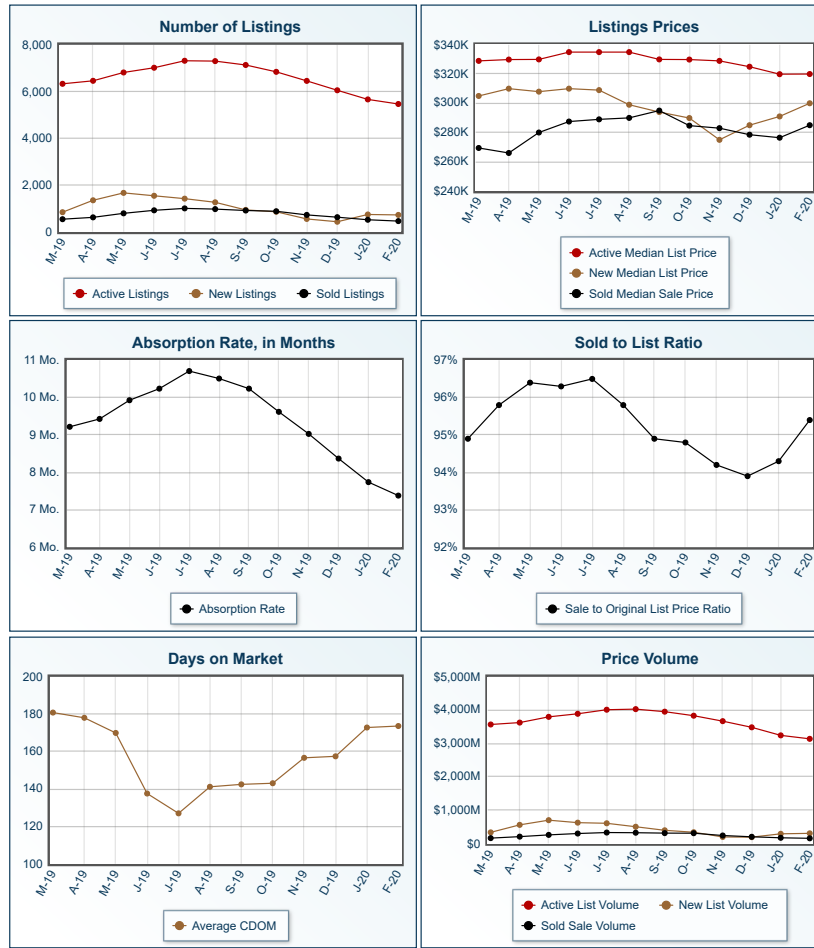 Number of Listings
8,000
6,000
4,000
2,000
0
M-19 A-19 M-19 J-19 J-19 A-19 S-19 O-19 N-19 D-19 J-20 F-20
Active Listings New Listings Sold Listings
Listings Prices
$340K
$320K
$300K
$280K
$260K
$240K
M-19 A-19 M-19 J-19 J-19 A-19 S-19 O-19 N-19 D-19 J-20 F-20
Active Median List Price
New Median List Price
Sold Median Sale Price
Absorption Rate, in Months
11 Mo.
10 Mo.
9 Mo.
8 Mo.
7 Mo.
6 Mo.
M-19 A-19 M-19 J-19 J-19 A-19 S-19 O-19 N-19 D-19 J-20 F-20
Absorption Rate
Sold to List Ratio
97%
96%
95%
94%
93%
92%
M-19 A-19 M-19 J-19 J-19 A-19 S-19 O-19 N-19 D-19 J-20 F-20
Sale to Original List Price Ratio
Days on Market
200
180
160
140
120
100
M-19 A-19 M-19 J-19 J-19 A-19 S-19 O-19 N-19 D-19 J-20 F-20
Average CDOM
Price Volume
$5,000M
$4,000M
$3,000M
$2,000M
$1,000M
$0
M-19 A-19 M-19 J-19 J-19 A-19 S-19 O-19 N-19 D-19 J-20 F-20
Active List Volume New List Volume
Sold Sale Volume